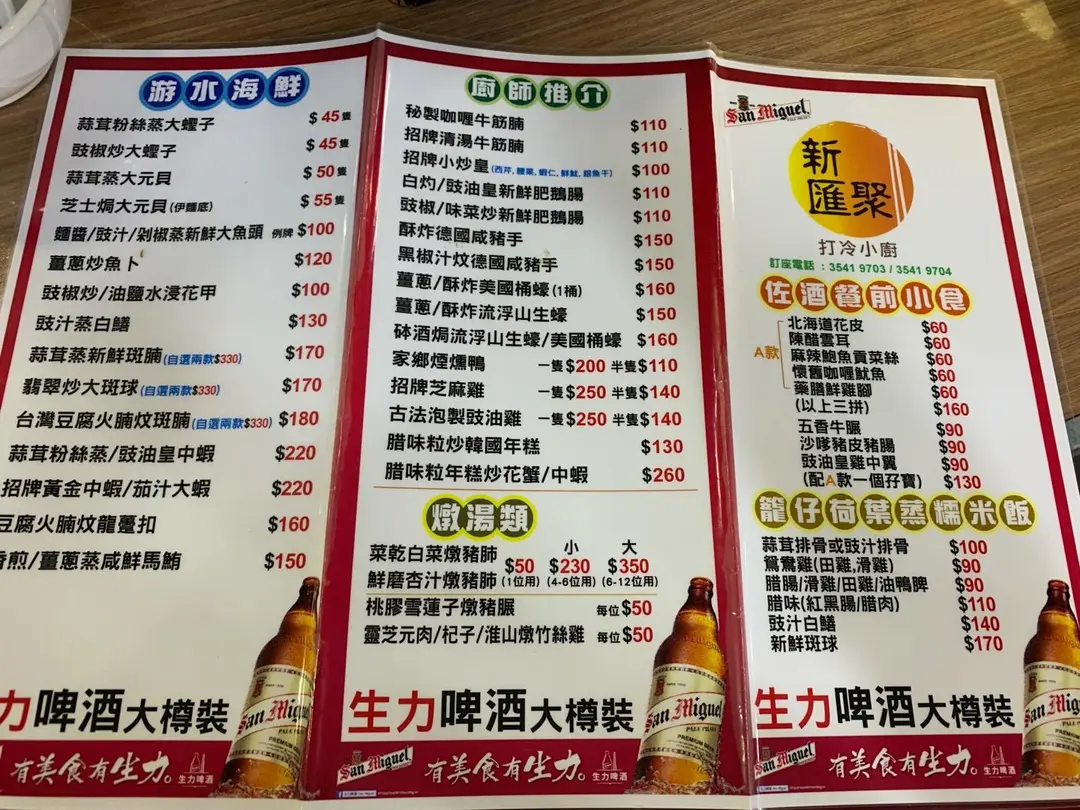 游水海鮮
蒜茸粉絲蒸大蟶子 $45隻
豉椒炒大蟶子 $45隻
蒜茸蒸大元貝 $50隻
芝士焗大元貝(伊麵底) $55隻
麵醬/豉汁/剁椒蒸新鮮大魚頭 例牌 $100
薑蔥炒魚卜 $120
豉椒炒/油鹽水浸花甲 $100
豉汁蒸白鱔 $130
蒜茸蒸新鮮斑腩(自選兩款$330) $170
翡翠炒大斑球(自選兩款$330) $170
台灣豆腐火腩炆斑腩(自選兩款$330) $180
蒜茸粉絲蒸/豉油皇中蝦 $220
招牌黃金中蝦/茄汁大蝦 $220
豆腐火腩炆龍躉扣 $160
香煎/薑蔥蒸咸鮮馬鮪 $150
力啤酒大樽裝
San Miguel
PALE PILSEN
有美食有生力。 生力啤酒
廚師推介
秘製咖喱牛筋腩 $110
招牌清湯牛筋腩 $110
招牌小炒皇(西芹,腰果,蝦仁,鮮魷,銀魚干) $100
白灼/豉油皇新鮮肥鵝腸 $110
豉椒/味菜炒新鮮肥鵝腸 $110
酥炸德國咸豬手 $150
黑椒汁炆德國咸豬手 $150
薑蔥/酥炸美國桶蠔(1桶) $160
薑蔥/酥炸流浮山生蠔 $150
砵酒焗流浮山生蠔/美國桶蠔 $160
家鄉煙燻鴨 一隻$200 半隻$110
招牌芝麻雞 一隻$250 半隻$140
古法泡製豉油雞 一隻$250 半隻$140
腊味粒炒韓國年糕 $130
腊味粒年糕炒花蟹/中蝦 $260
燉湯類
小 大
菜乾白菜燉豬肺 $50 $230 $350
鮮磨杏汁燉豬肺 (1位用) (4-6位用) (6-12位用)
桃膠雪蓮子燉豬𦟌 每位$50
靈芝元肉/杞子/淮山燉竹絲雞 每位$50
生力啤酒大樽裝
San Miguel
PALE PILSEN
PREMIUM BEER
San Miguel
有美食有生力。 生力啤酒
San Miguel
PALE PILSEN
新匯聚
打冷小廚
訂座電話 : 3541 9703 / 3541 9704
佐酒餐前小食
A款
北海道花皮 $60
陳醋雲耳 $60
麻辣鮑魚貢菜絲 $60
懷舊咖喱魷魚 $60
藥膳鮮雞腳 $60
(以上三拼) $160
五香牛𦟌 $90
沙嗲豬皮豬腸 $90
豉油皇雞中翼 $90
(配A款一個孖寶) $130
籠仔荷葉蒸糯米飯
蒜茸排骨或豉汁排骨 $100
鴛鴦雞(田雞,滑雞) $90
腊腸/滑雞/田雞/油鴨脾 $90
腊味(紅黑腸/腊肉) $110
豉汁白鱔 $140
新鮮斑球 $170
生力啤酒大樽裝
San Mig
San Miguel
有美食有生力。 生力啤酒